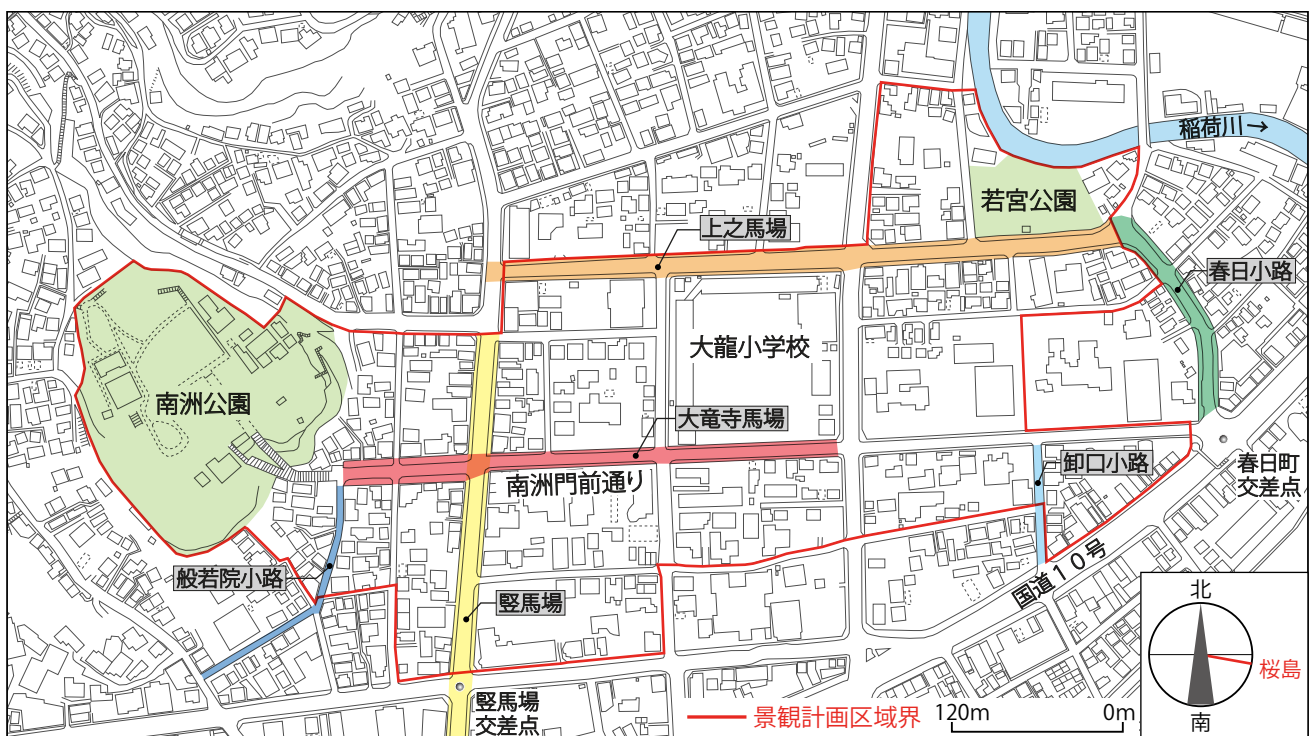 稲荷川→
若宮公園
上之馬場
春日小路
大龍小学校
南洲公園
大竜寺馬場
南洲門前通り
卸口小路
春日町
交差点
国道10号
般若院小路
竪馬場
竪馬場
交差点
景観計画区域界
120m
0m
北
桜島
南